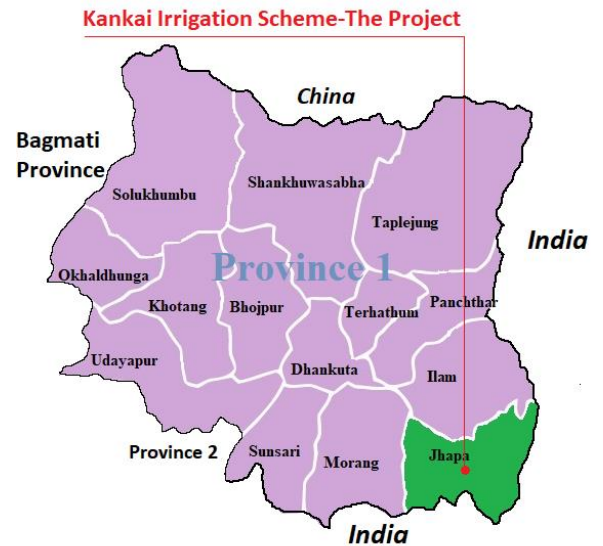 Kankai Irrigation Scheme-The Project
China
Bagmati
Province
Solukhumbu
Shankhuwasabha
Taplejung
India
Okhaldhunga
Province 1
Khotang
Bhojpur
Terhathum
Panchthar
Udayapur
Dhankuta
Ilam
Province 2
Sunsari
Morang
Jhapa
India